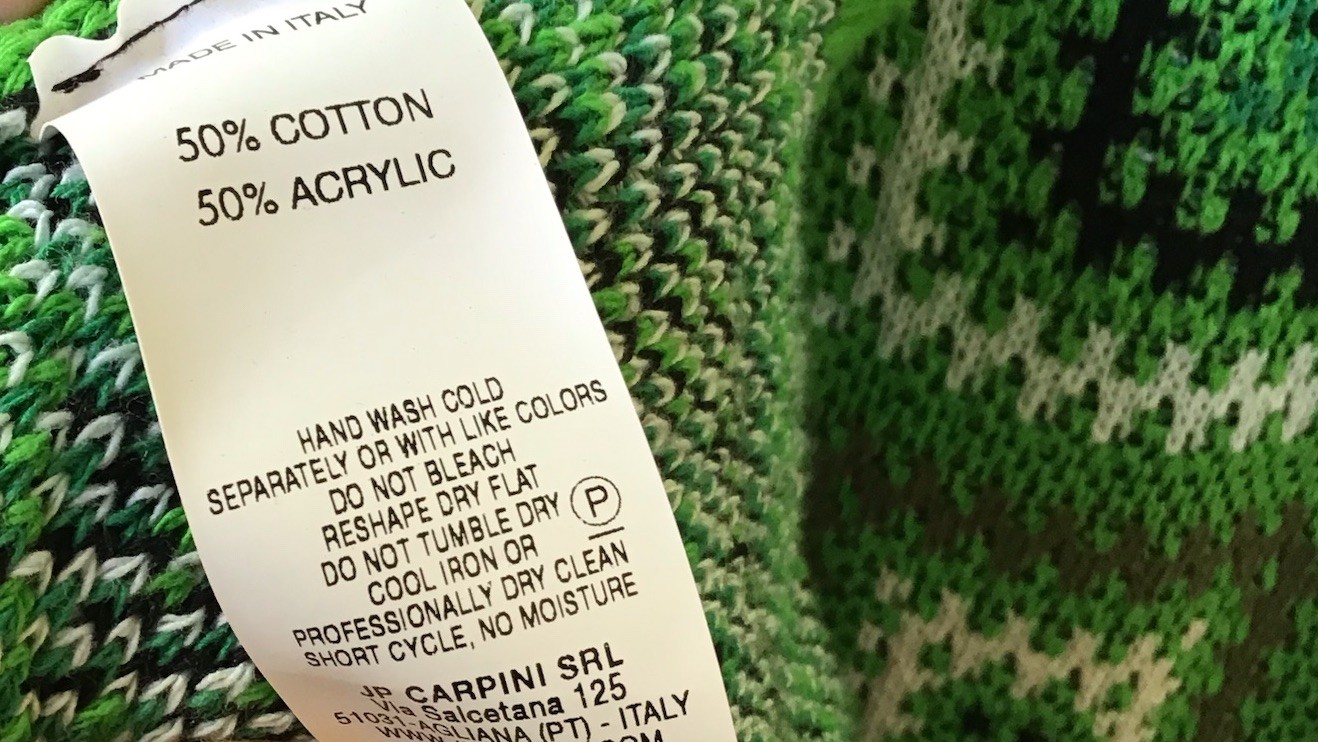 MADE IN ITALY
50% COTTON
50% ACRYLIC
HAND WASH COLD
SEPARATELY OR WITH LIKE COLORS
DO NOT BLEACH
RESHAPE DRY FLAT
DO NOT TUMBLE DRY Ⓟ
COOL IRON OR
PROFESSIONALLY DRY CLEAN
SHORT CYCLE, NO MOISTURE
JP CARPINI SRL
Via Salcetana 125
51031-AGLIANA (PT) - ITALY